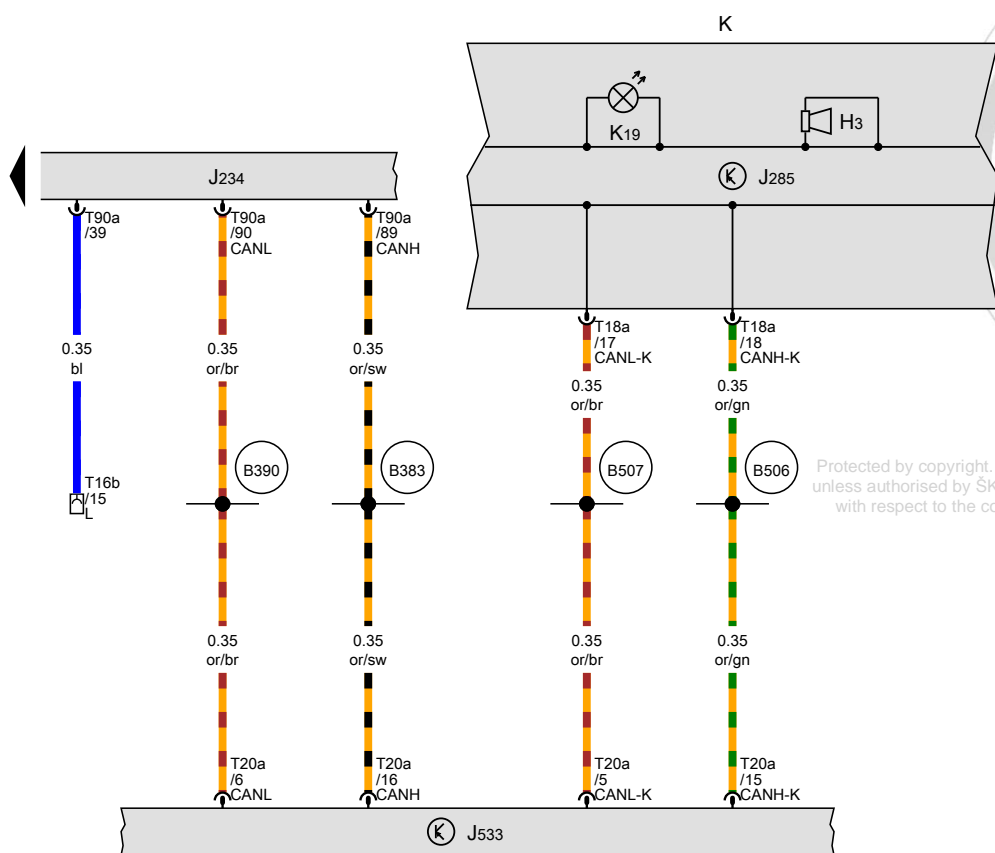 K
K19
H3
J234
J285
T90a
/39
T90a
/90
CANL
T90a
/89
CANH
T18a
/17
CANL-K
T18a
/18
CANH-K
0.35
bl
0.35
or/br
0.35
or/sw
0.35
or/br
0.35
or/gn
B390
B383
B507
B506
T16b
/15
L
Protected by copyright.
unless authorised by ŠK
with respect to the co
0.35
or/br
0.35
or/sw
0.35
or/br
0.35
or/gn
T20a
/6
CANL
T20a
/16
CANH
T20a
/5
CANL-K
T20a
/15
CANH-K
J533